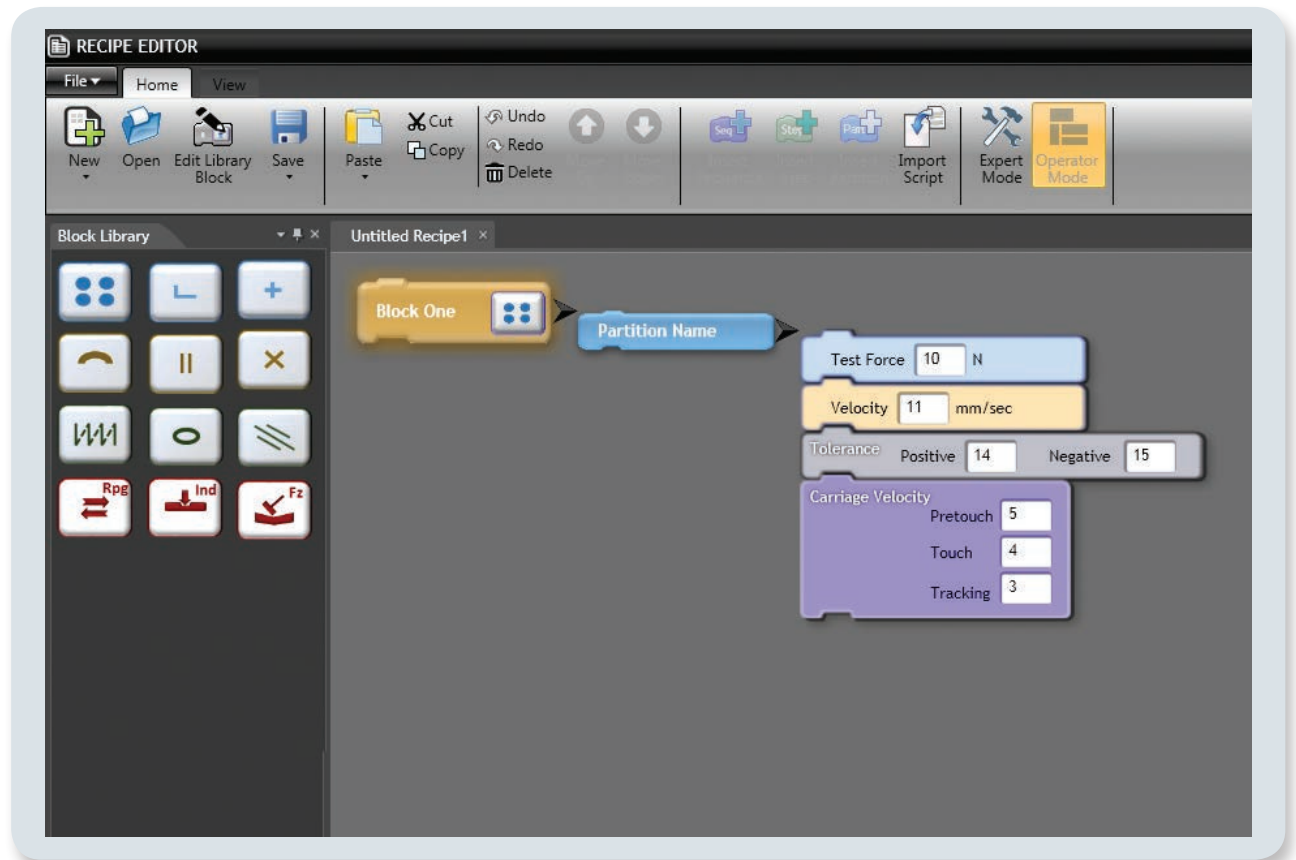 RECIPE EDITOR
File Home View
New Open Edit Library Block Save Paste Cut Copy Undo Redo Delete Seq Step Import Script Expert Mode Operator Mode
Block Library
Untitled Recipe1
Block One
Partition Name
Test Force 10 N
Velocity 11 mm/sec
Tolerance Positive 14 Negative 15
Carriage Velocity
Pretouch 5
Touch 4
Tracking 3
Rpg Ind Fz